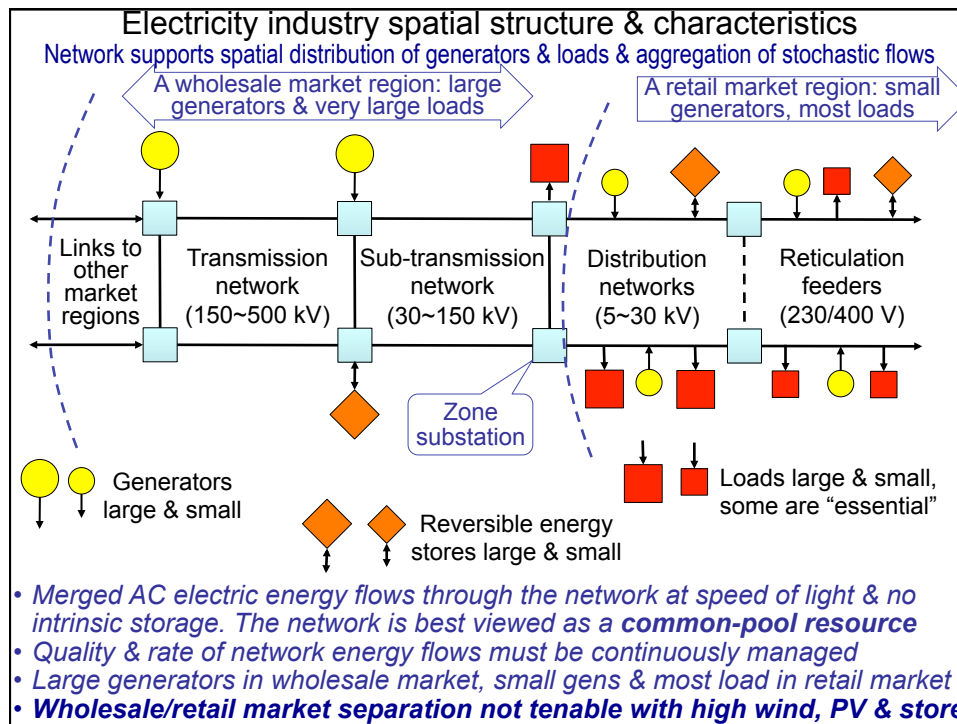 Electricity industry spatial structure & characteristics
Network supports spatial distribution of generators & loads & aggregation of stochastic flows
A wholesale market region: large
generators & very large loads
A retail market region: small
generators, most loads
Links to
other
market
regions
Transmission
network
(150~500 kV)
Sub-transmission
network
(30~150 kV)
Distribution
networks
(5~30 kV)
Reticulation
feeders
(230/400 V)
Zone
substation
Generators
large & small
Reversible energy
stores large & small
Loads large & small,
some are “essential”
• Merged AC electric energy flows through the network at speed of light & no
intrinsic storage. The network is best viewed as a common-pool resource
• Quality & rate of network energy flows must be continuously managed
• Large generators in wholesale market, small gens & most load in retail market
• Wholesale/retail market separation not tenable with high wind, PV & store